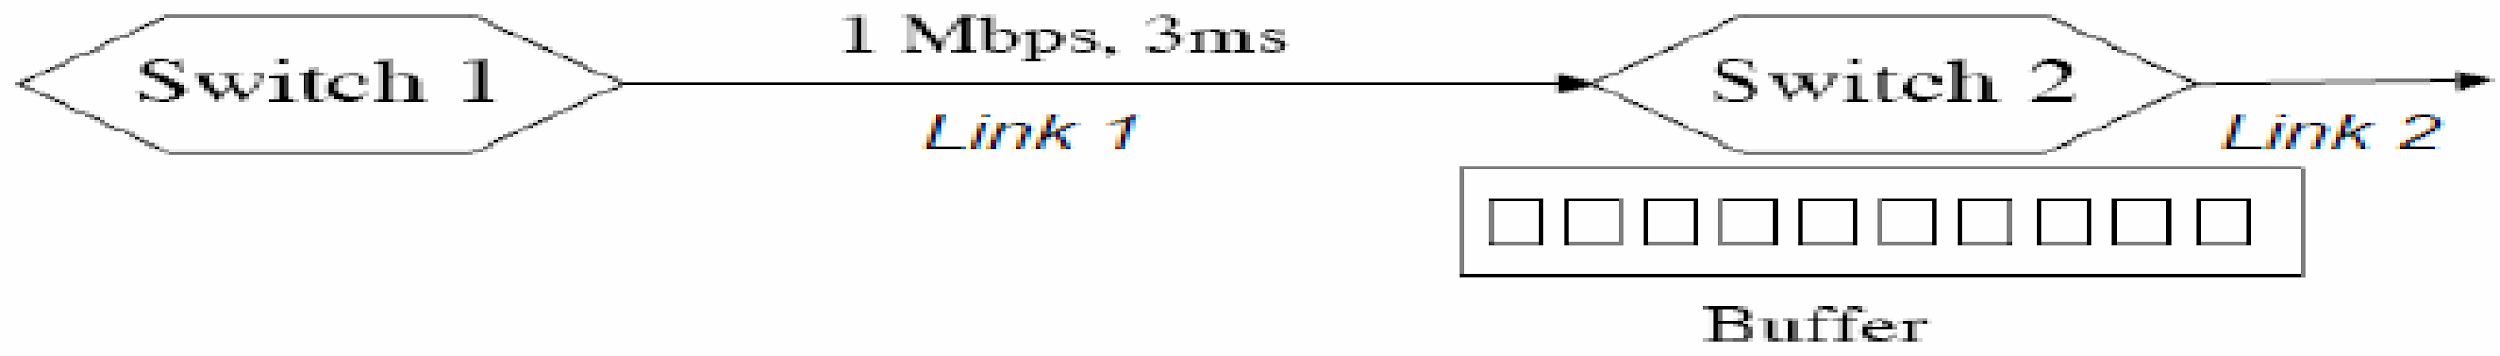 1 Mbps, 3ms
Switch 1
Switch 2
Link 1
Link 2
Buffer